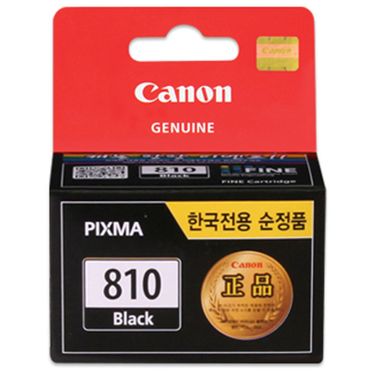 Canon
GENUINE
810
Black
FINE
FINE Cartridge
한국전용 순정품
PIXMA
810
Black
Canon
正品